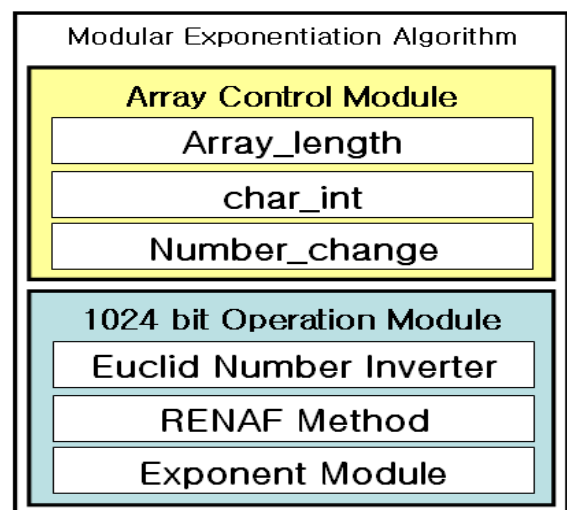 Modular Exponentiation Algorithm
Array Control Module
Array_length
char_int
Number_change
1024 bit Operation Module
Euclid Number Inverter
RENAF Method
Exponent Module